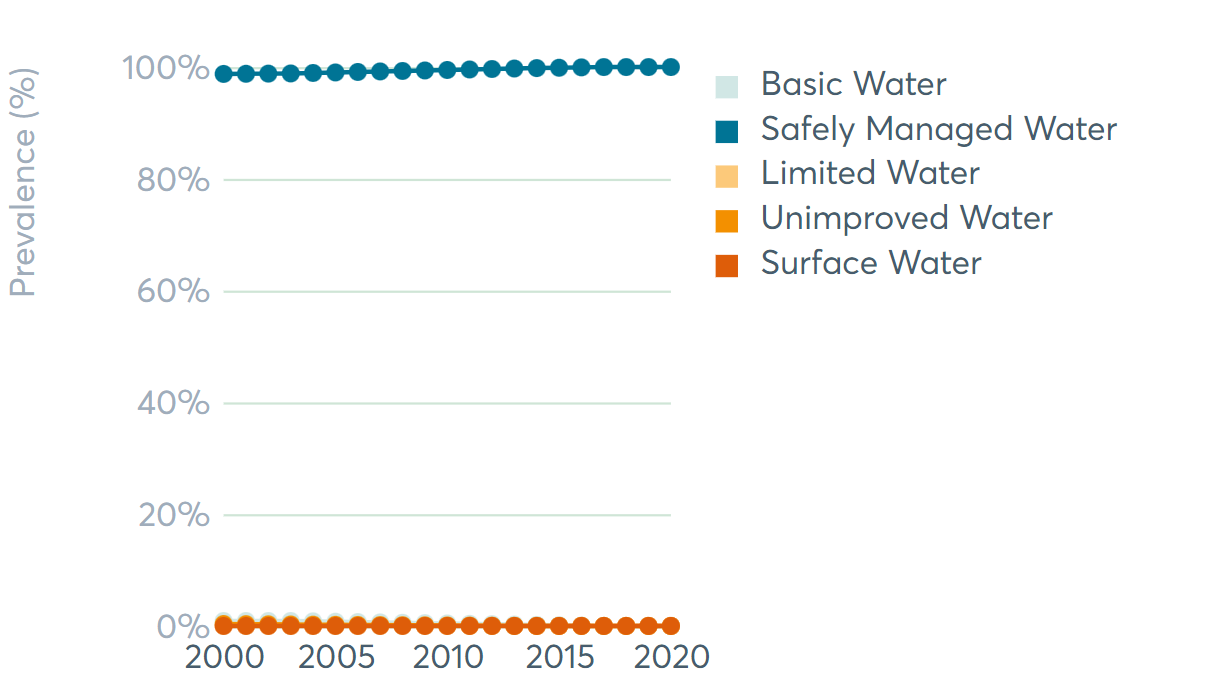 Prevalence (%)
100%
80%
60%
40%
20%
0%
2000 2005 2010 2015 2020
Basic Water
Safely Managed Water
Limited Water
Unimproved Water
Surface Water